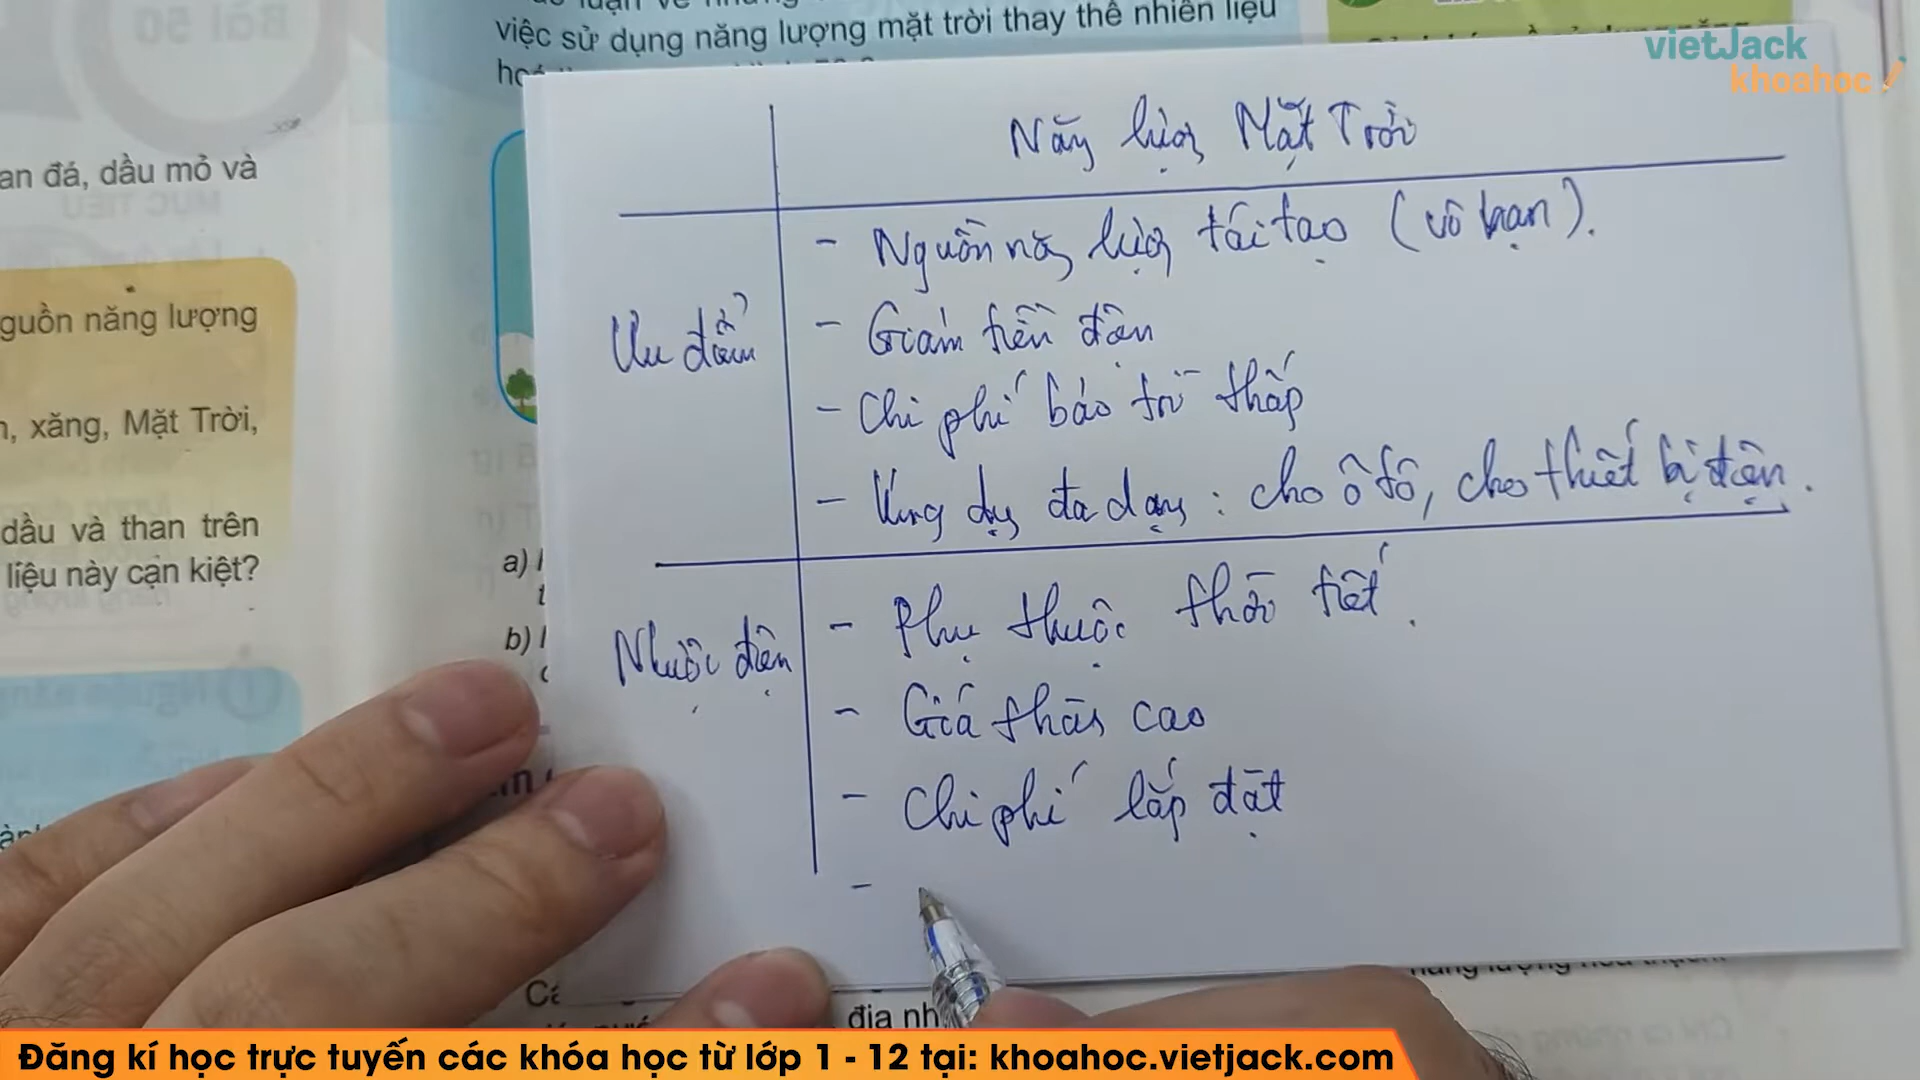 việc sử dụng năng lượng mặt trời thay thế nhiên liệu
vietJack
khoahoc
an đá, dầu mỏ và
guồn năng lượng
, xăng, Mặt Trời,
dầu và than trên
liệu này cạn kiệt?
a)
b)
Năng lượng Mặt Trời
Ưu điểm
- Nguồn năng lượng tái tạo (vô hạn).
- Giảm tiền điện
- Chi phí bảo trì thấp
- Ứng dụng đa dạng: cho ô tô, cho thiết bị điện.
Nhược điểm
- Phụ thuộc thời tiết.
- Giá thành cao
- Chi phí lắp đặt
-
địa nh
Đăng kí học trực tuyến các khóa học từ lớp 1 - 12 tại: khoahoc.vietjack.com